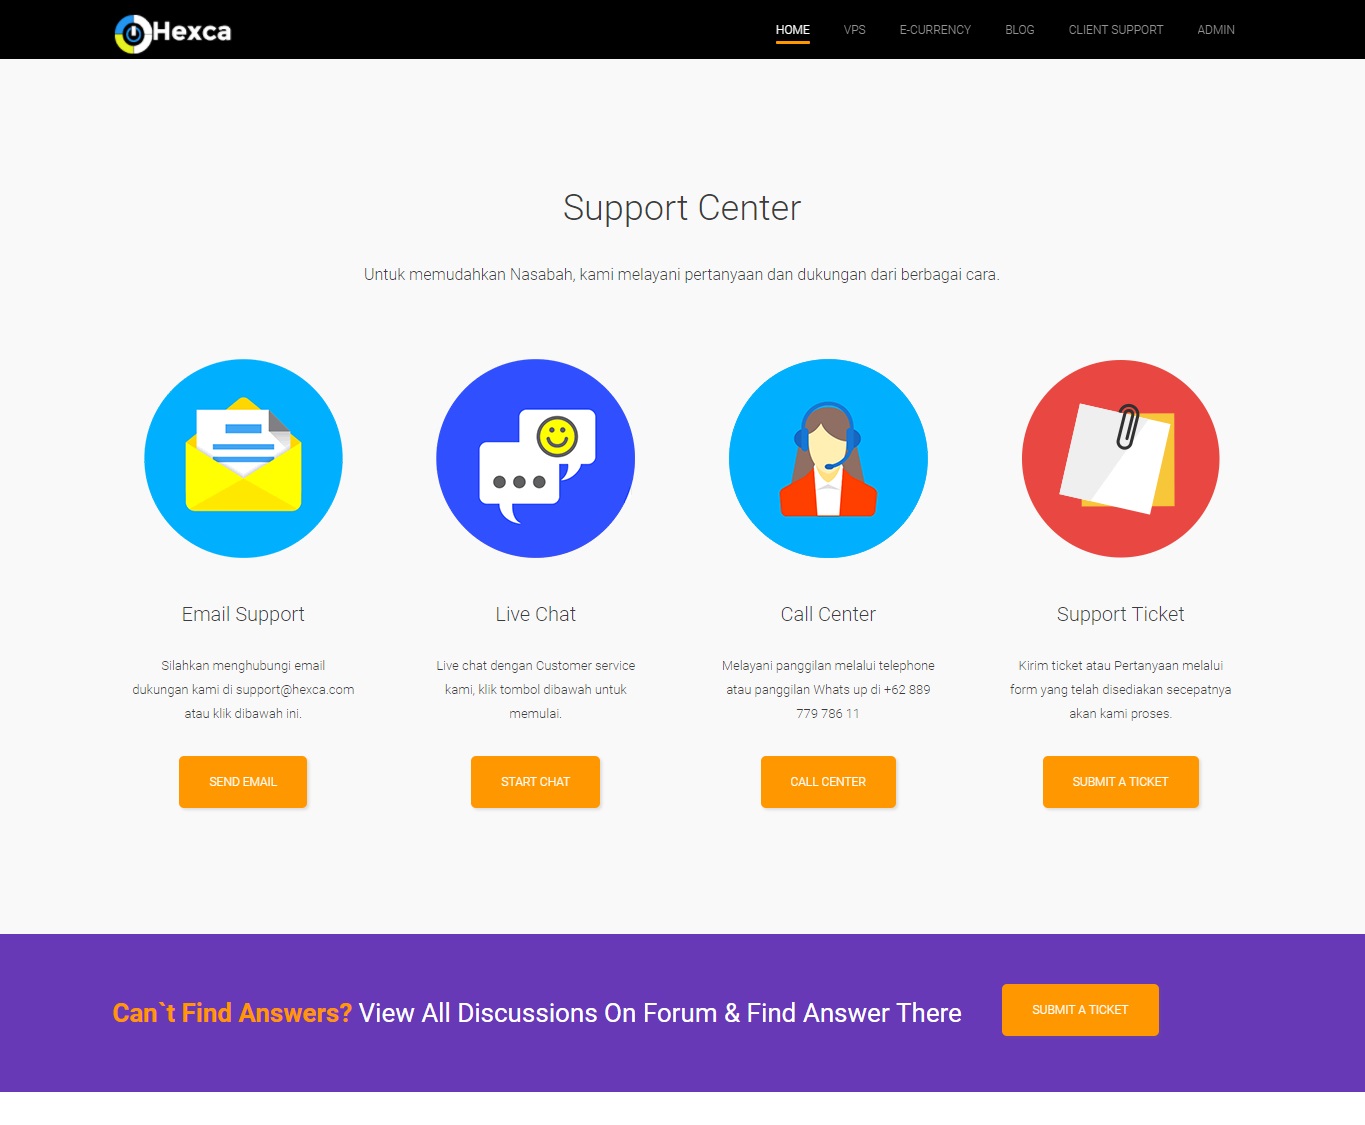 Hexca
HOME VPS E-CURRENCY BLOG CLIENT SUPPORT ADMIN
Support Center
Untuk memudahkan Nasabah, kami melayani pertanyaan dan dukungan dari berbagai cara.
Email Support
Silahkan menghubungi email
dukungan kami di support@hexca.com
atau klik dibawah ini.
SEND EMAIL
Live Chat
Live chat dengan Customer service
kami, klik tombol dibawah untuk
memulai.
START CHAT
Call Center
Melayani panggilan melalui telephone
atau panggilan Whats up di +62 889
779 786 11
CALL CENTER
Support Ticket
Kirim ticket atau Pertanyaan melalui
form yang telah disediakan secepatnya
akan kami proses.
SUBMIT A TICKET
Can`t Find Answers? View All Discussions On Forum & Find Answer There
SUBMIT A TICKET